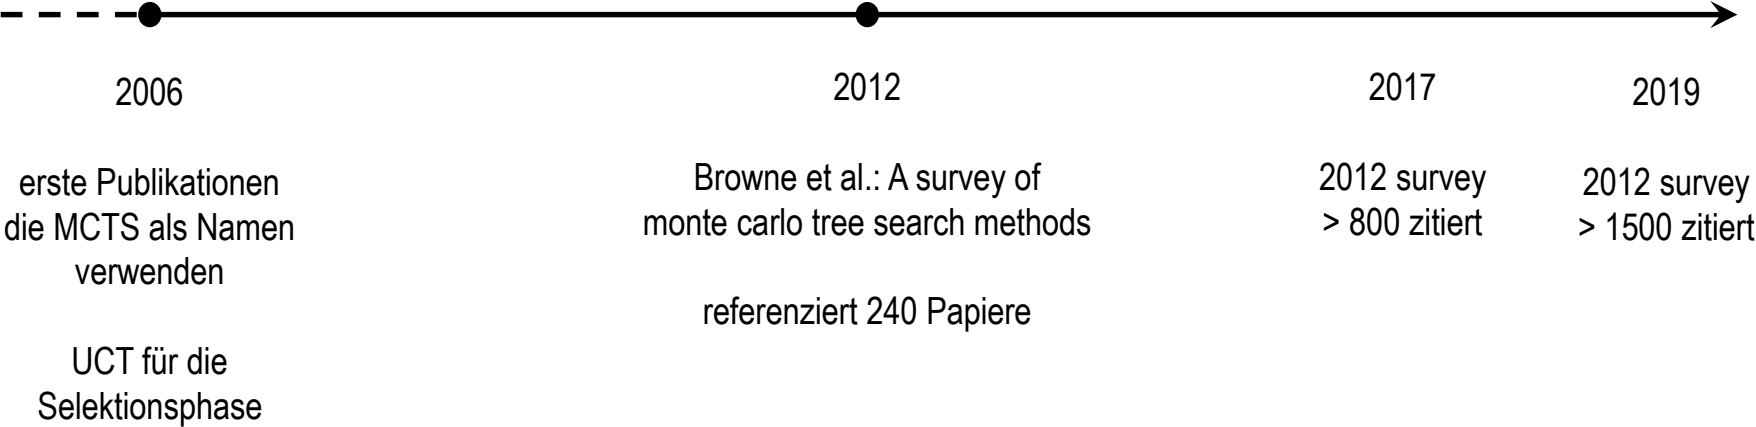 2006
erste Publikationen
die MCTS als Namen
verwenden
UCT für die
Selektionsphase
2012
Browne et al.: A survey of
monte carlo tree search methods
referenziert 240 Papiere
2017
2012 survey
> 800 zitiert
2019
2012 survey
> 1500 zitiert